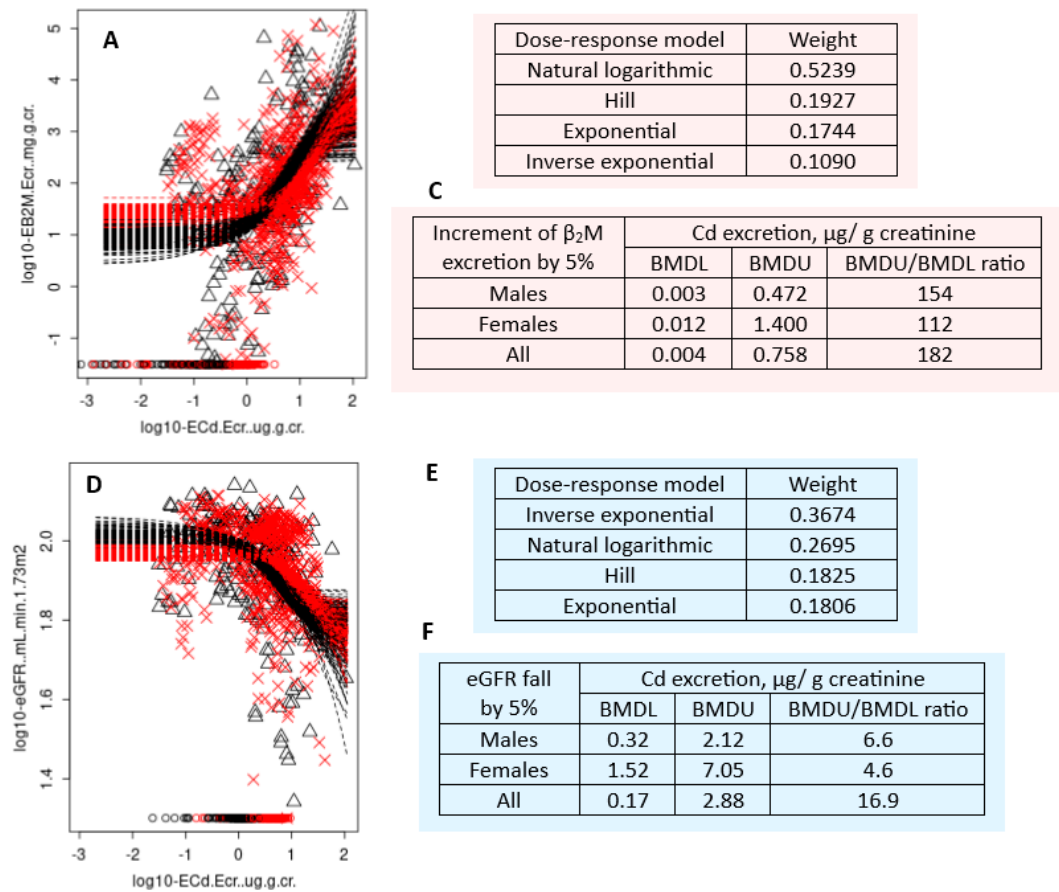 A
5
4
3
2
1
0
-1
log10-EB2M.Ecr..mg.g.cr.
-3 -2 -1 0 1 2
log10-ECd.Ecr..ug.g.cr.
Dose-response model Weight
Natural logarithmic 0.5239
Hill 0.1927
Exponential 0.1744
Inverse exponential 0.1090
C
Increment of β₂M excretion by 5% Cd excretion, µg/ g creatinine
BMDL BMDU BMDU/BMDL ratio
Males 0.003 0.472 154
Females 0.012 1.400 112
All 0.004 0.758 182
D
2.0
1.8
1.6
1.4
log10-eGFR..mL.min.1.73m2
-3 -2 -1 0 1 2
log10-ECd.Ecr..ug.g.cr.
E
Dose-response model Weight
Inverse exponential 0.3674
Natural logarithmic 0.2695
Hill 0.1825
Exponential 0.1806
F
eGFR fall by 5% Cd excretion, µg/ g creatinine
BMDL BMDU BMDU/BMDL ratio
Males 0.32 2.12 6.6
Females 1.52 7.05 4.6
All 0.17 2.88 16.9